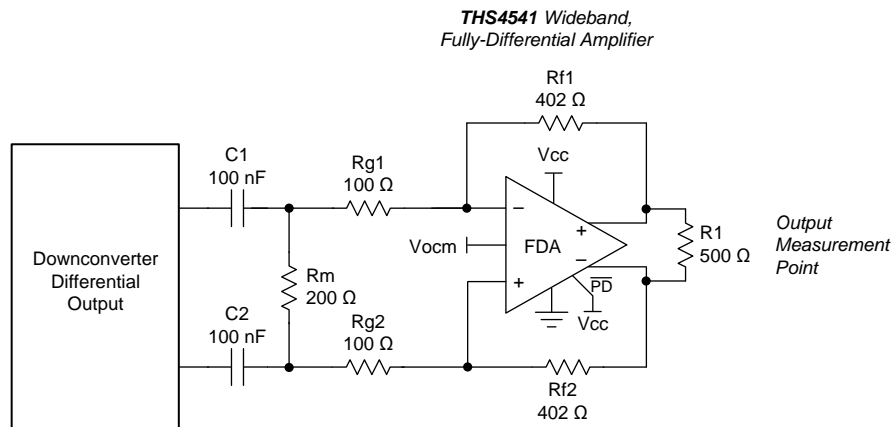 THS4541 Wideband,
Fully-Differential Amplifier
Rf1
402 Ω
C1
100 nF
Rg1
100 Ω
Vcc
Downconverter
Differential
Output
Rm
200 Ω
Vocm
FDA
−
+
+
−
PD
Vcc
R1
500 Ω
Output
Measurement
Point
C2
100 nF
Rg2
100 Ω
Rf2
402 Ω